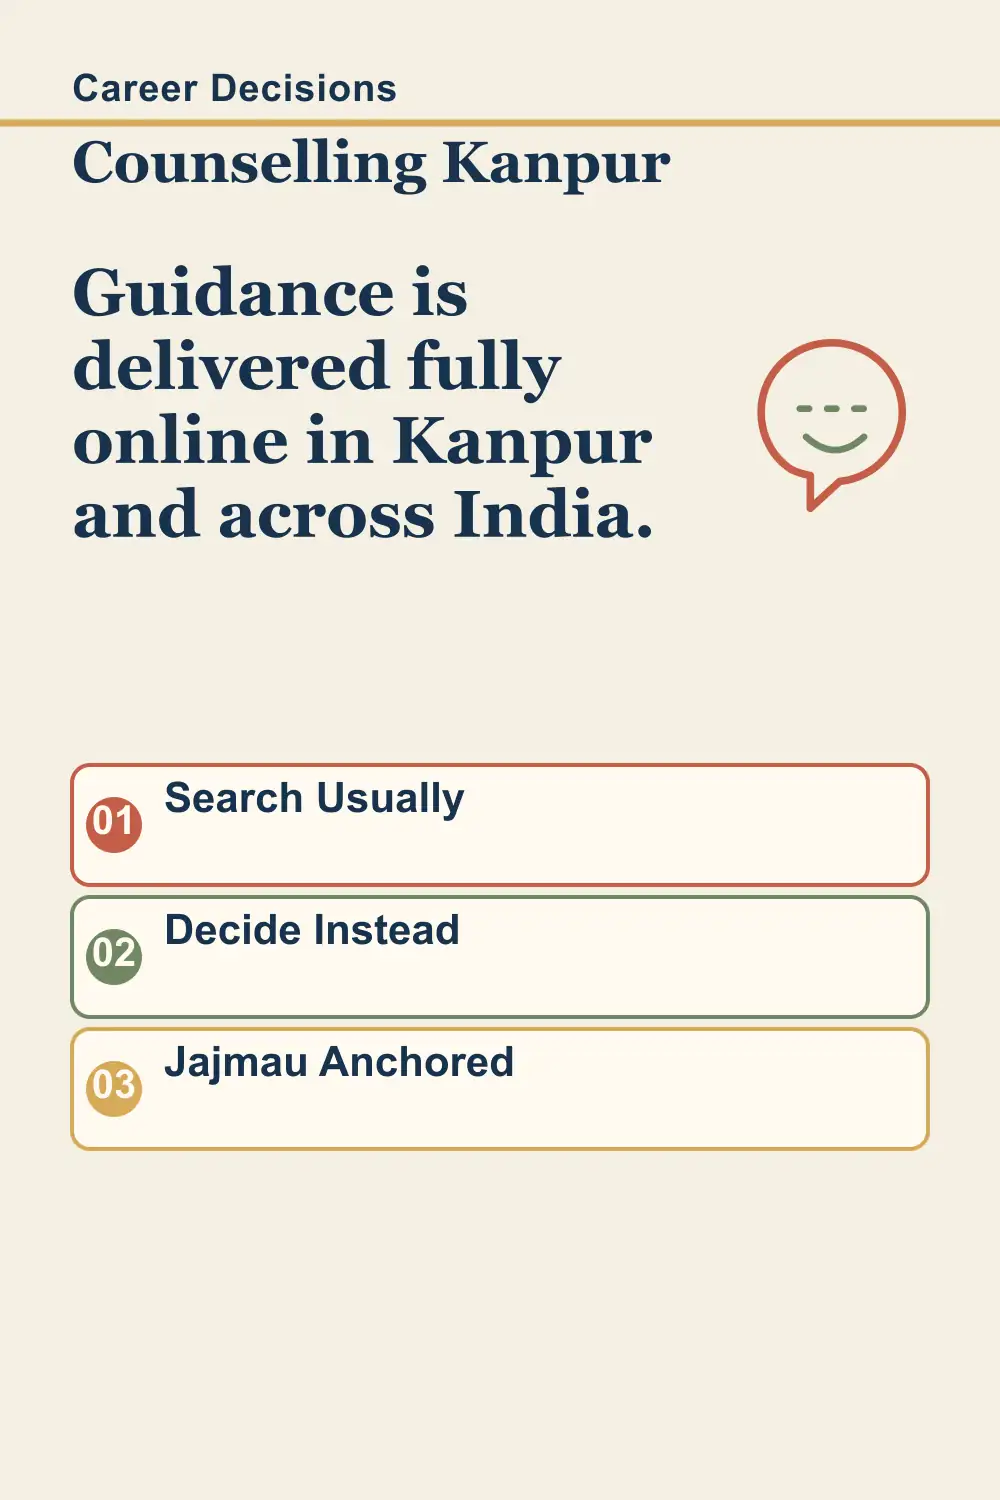 Career Decisions
Counselling Kanpur
Guidance is
delivered fully
online in Kanpur
and across India.
01
Search Usually
02
Decide Instead
03
Jajmau Anchored